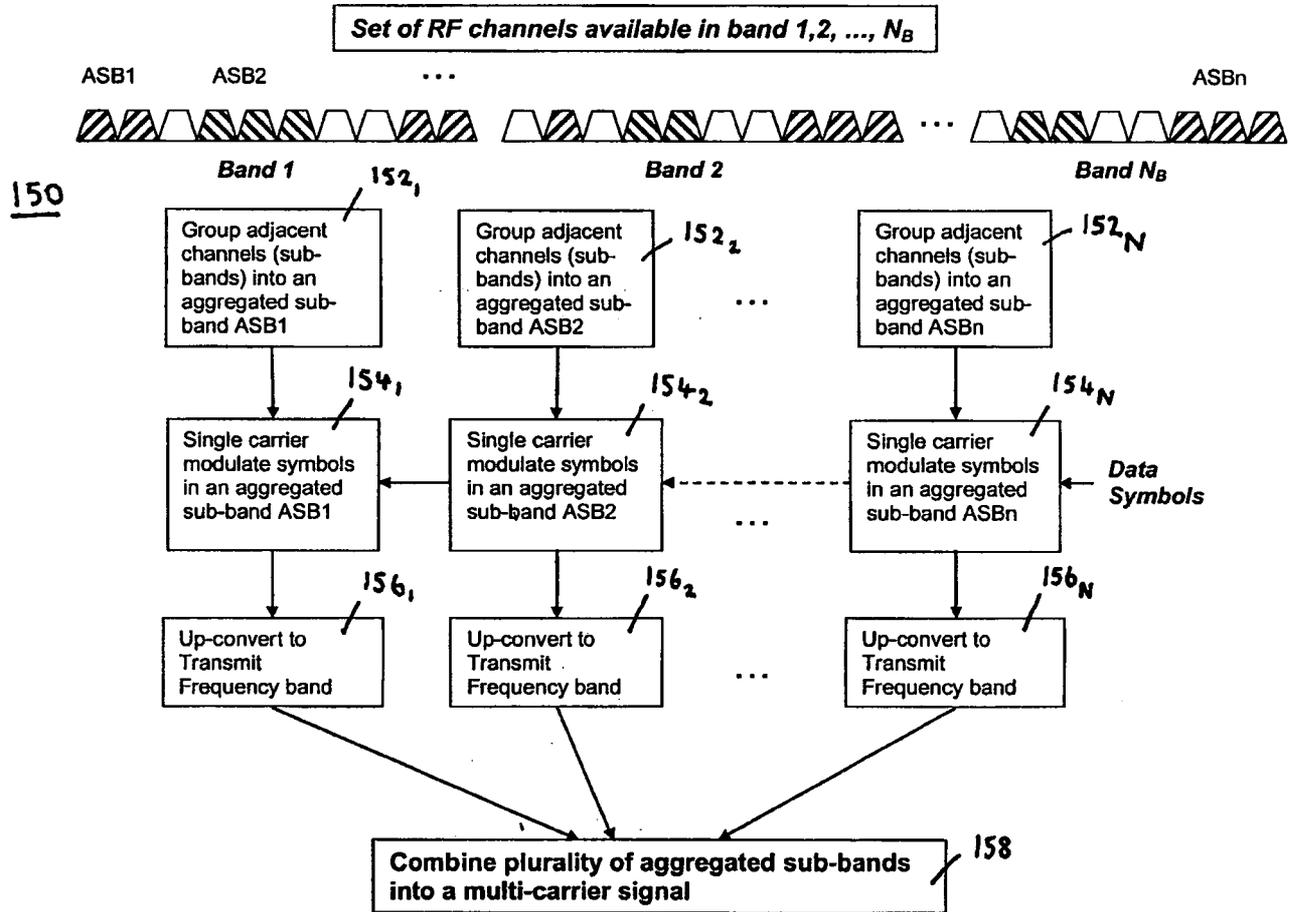 Set of RF channels available in band 1,2, ..., N_B
ASB1 ASB2 ... ASBn
...
Band 1 Band 2 Band N_B
150
152₁
152₂
152_N
Group adjacent
channels (sub-
bands) into an
aggregated sub-
band ASB1
Group adjacent
channels (sub-
bands) into an
aggregated sub-
band ASB2
...
Group adjacent
channels (sub-
bands) into an
aggregated sub-
band ASBn
154₁
154₂
154_N
Single carrier
modulate symbols
in an aggregated
sub-band ASB1
Single carrier
modulate symbols
in an aggregated
sub-band ASB2
...
Single carrier
modulate symbols
in an aggregated
sub-band ASBn
Data
Symbols
156₁
156₂
156_N
Up-convert to
Transmit
Frequency band
Up-convert to
Transmit
Frequency band
...
Up-convert to
Transmit
Frequency band
158
Combine plurality of aggregated sub-bands
into a multi-carrier signal